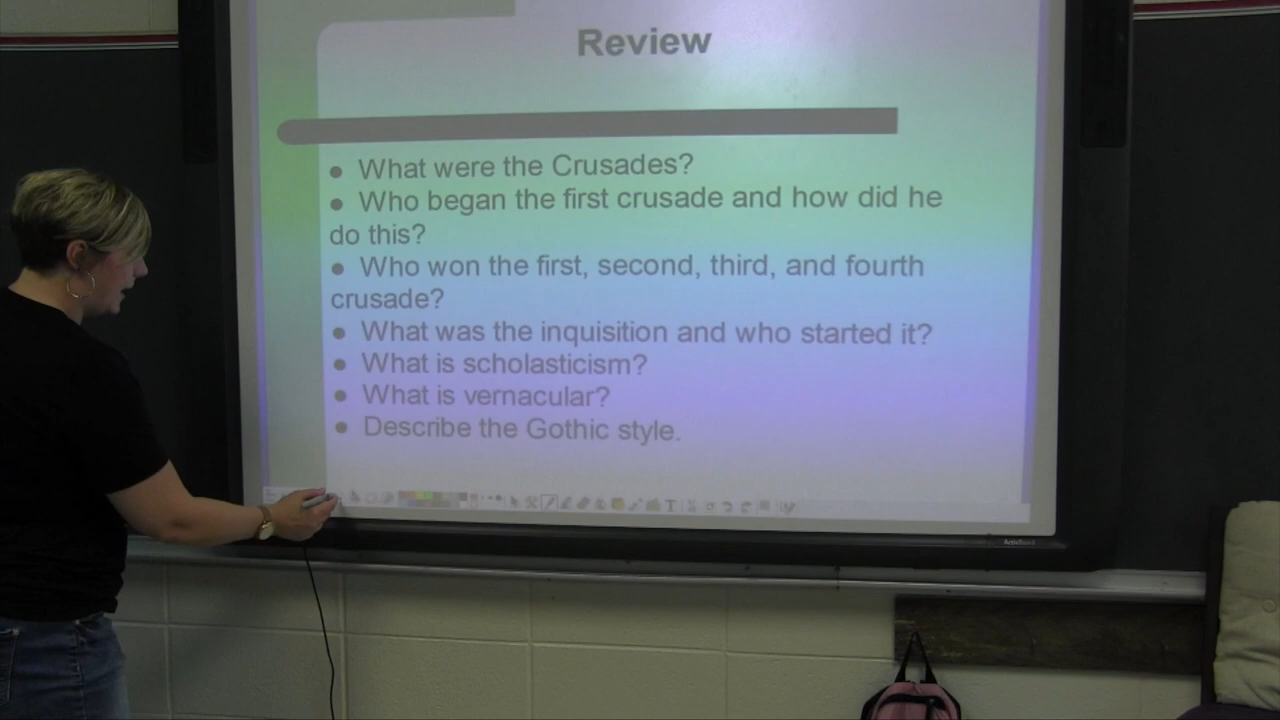 Review
● What were the Crusades?
● Who began the first crusade and how did he
do this?
● Who won the first, second, third, and fourth
crusade?
● What was the inquisition and who started it?
● What is scholasticism?
● What is vernacular?
● Describe the Gothic style.